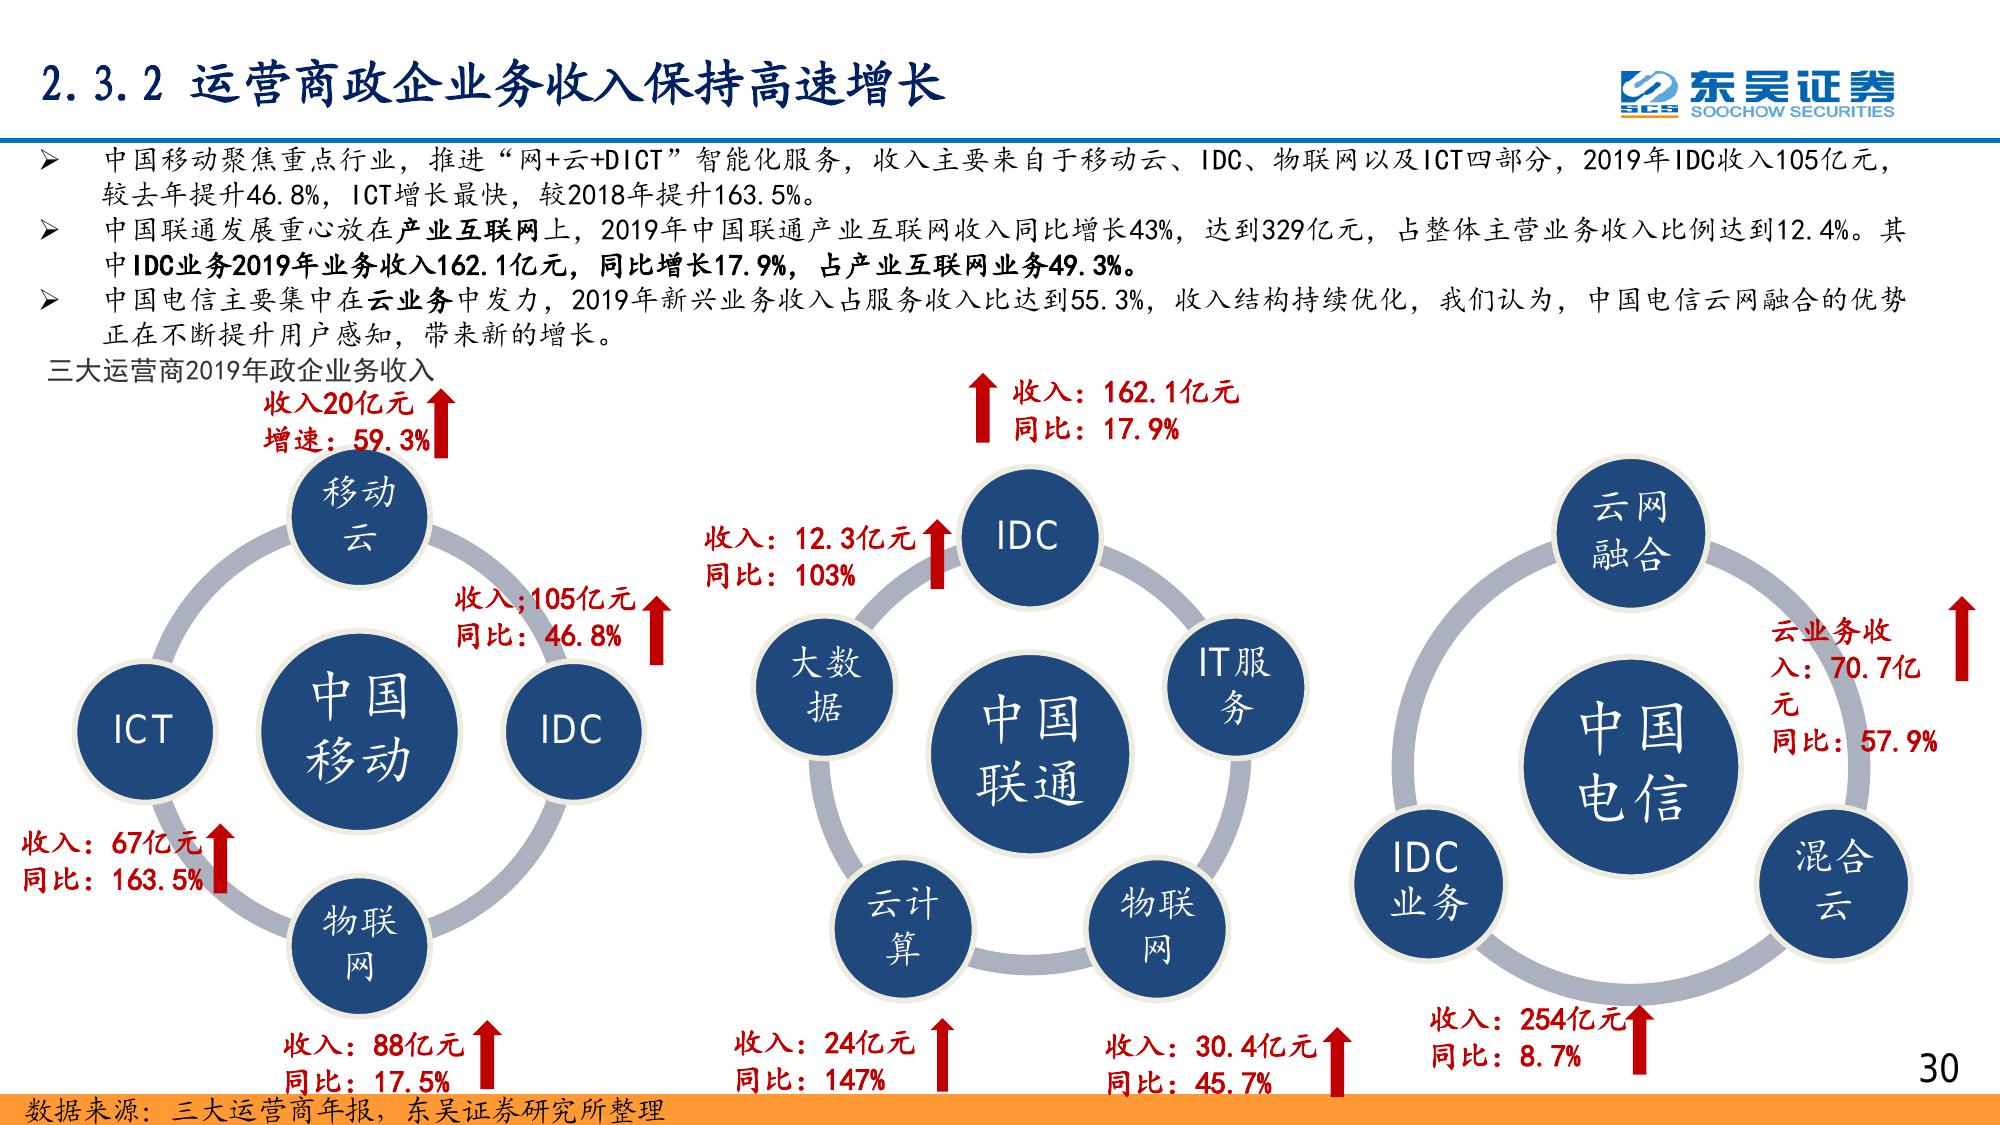 2.3.2 运营商政企业务收入保持高速增长
东吴证券
SCS
SOOCHOW SECURITIES
➢ 中国移动聚焦重点行业，推进“网+云+DICT”智能化服务，收入主要来自于移动云、IDC、物联网以及ICT四部分，2019年IDC收入105亿元，
较去年提升46.8%，ICT增长最快，较2018年提升163.5%。
➢ 中国联通发展重心放在产业互联网上，2019年中国联通产业互联网收入同比增长43%，达到329亿元，占整体主营业务收入比例达到12.4%。其
中IDC业务2019年业务收入162.1亿元，同比增长17.9%，占产业互联网业务49.3%。
➢ 中国电信主要集中在云业务中发力，2019年新兴业务收入占服务收入比达到55.3%，收入结构持续优化，我们认为，中国电信云网融合的优势
正在不断提升用户感知，带来新的增长。
三大运营商2019年政企业务收入
收入20亿元
增速：59.3%
移动
云
收入;105亿元
同比：46.8%
ICT
中国
移动
IDC
收入：67亿元
同比：163.5%
物联
网
收入：88亿元
同比：17.5%
收入：162.1亿元
同比：17.9%
IDC
收入：12.3亿元
同比：103%
大数
据
IT服
务
中国
联通
云计
算
物联
网
收入：24亿元
同比：147%
收入：30.4亿元
同比：45.7%
云网
融合
云业务收
入：70.7亿
元
同比：57.9%
中国
电信
IDC
业务
混合
云
收入：254亿元
同比：8.7%
30
数据来源：三大运营商年报，东吴证券研究所整理